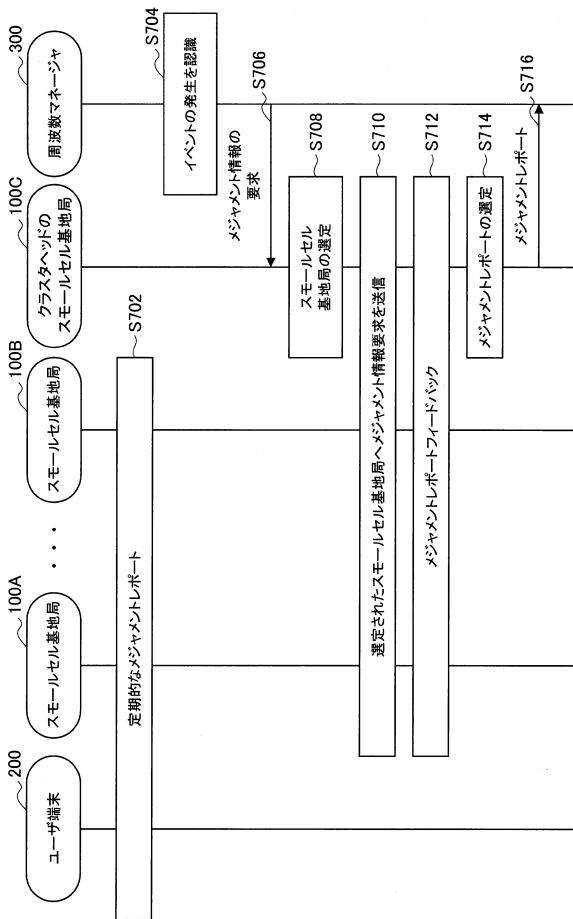 200
ユーザ端末
100A
スモールセル基地局
・・・
100B
スモールセル基地局
100C
クラスタヘッドの
スモールセル基地局
300
周波数マネージャ
S702
定期的なメジャメントレポート
S704
イベントの発生を認識
S706
メジャメント情報の
要求
S708
スモールセル
基地局の選定
S710
選定されたスモールセル基地局へメジャメント情報要求を送信
S712
メジャメントレポートフィードバック
S714
メジャメントレポートの選定
S716
メジャメントレポート